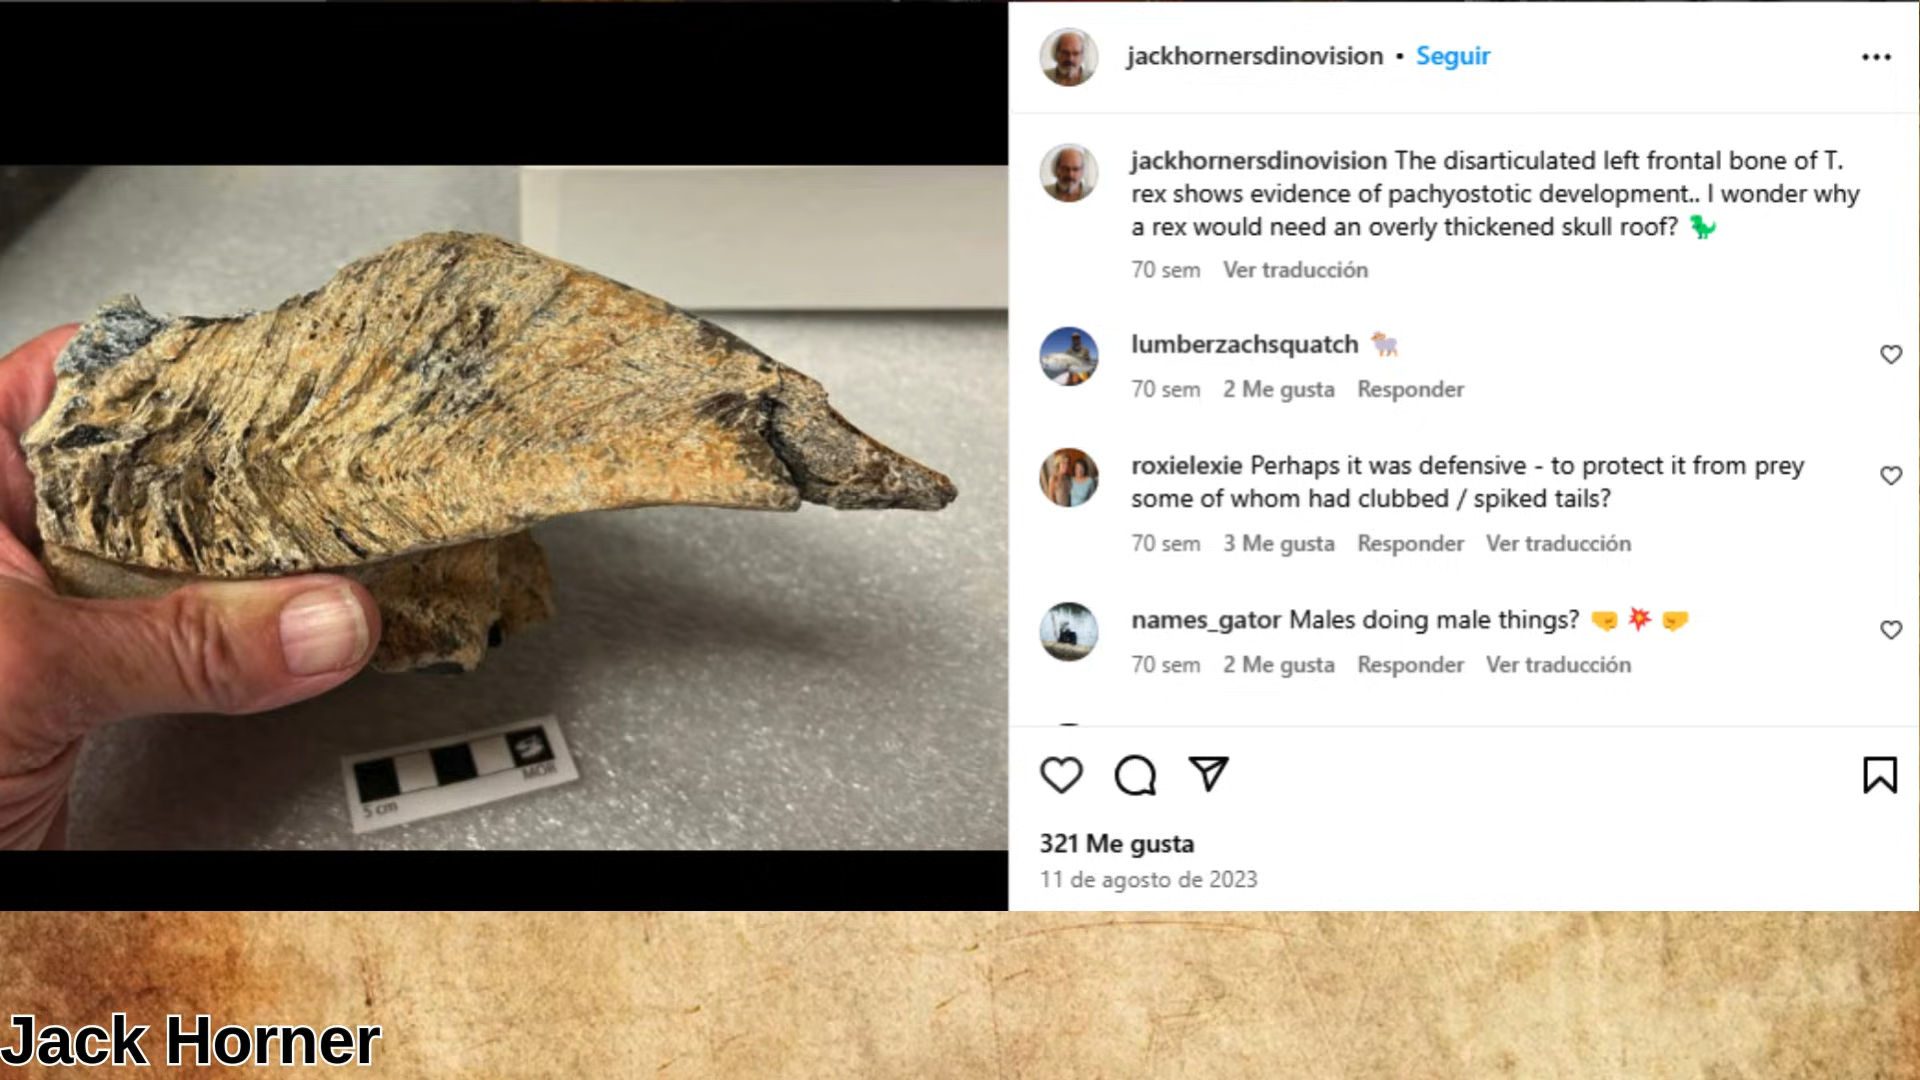 jackhornersdinovision • Seguir
jackhornersdinovision The disarticulated left frontal bone of T.
rex shows evidence of pachyostotic development.. I wonder why
a rex would need an overly thickened skull roof? 🦖
70 sem Ver traducción
lumberzachsquatch 🐏
70 sem 2 Me gusta Responder
roxielexie Perhaps it was defensive - to protect it from prey
some of whom had clubbed / spiked tails?
70 sem 3 Me gusta Responder Ver traducción
names_gator Males doing male things? 🤜 💥 🤛
70 sem 2 Me gusta Responder Ver traducción
MOR
5 cm
321 Me gusta
11 de agosto de 2023
Jack Horner